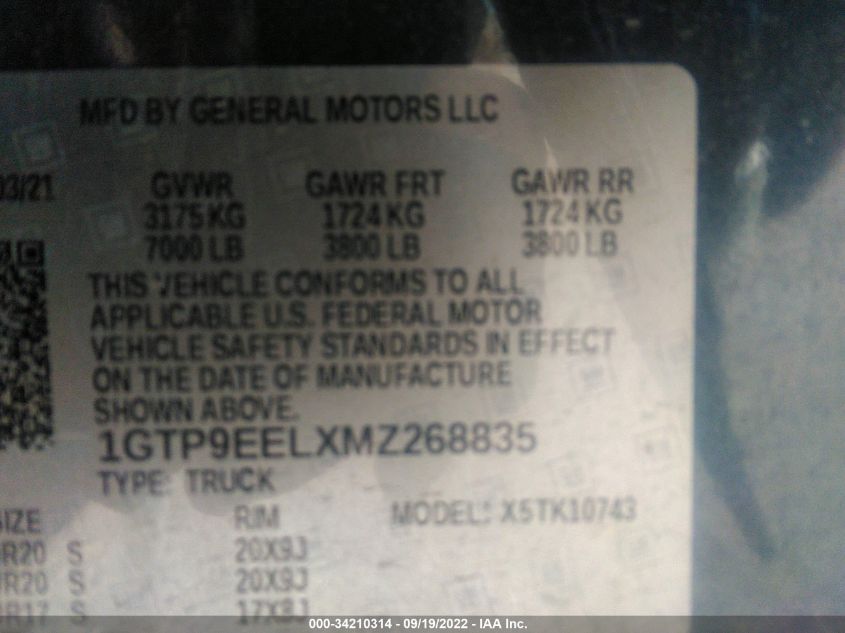 MFD BY GENERAL MOTORS LLC
03/21 GVWR GAWR FRT GAWR RR
3175 KG 1724 KG 1724 KG
7000 LB 3800 LB 3800 LB
THIS VEHICLE CONFORMS TO ALL
APPLICABLE U.S. FEDERAL MOTOR
VEHICLE SAFETY STANDARDS IN EFFECT
ON THE DATE OF MANUFACTURE
SHOWN ABOVE.
1GTP9EELXMZ268835
TYPE: TRUCK
SIZE RIM MODEL: X5TK10743
R20 S 20X9J
R20 S 20X9J
R17 S 17X8J
000-34210314 - 09/19/2022 - IAA Inc.